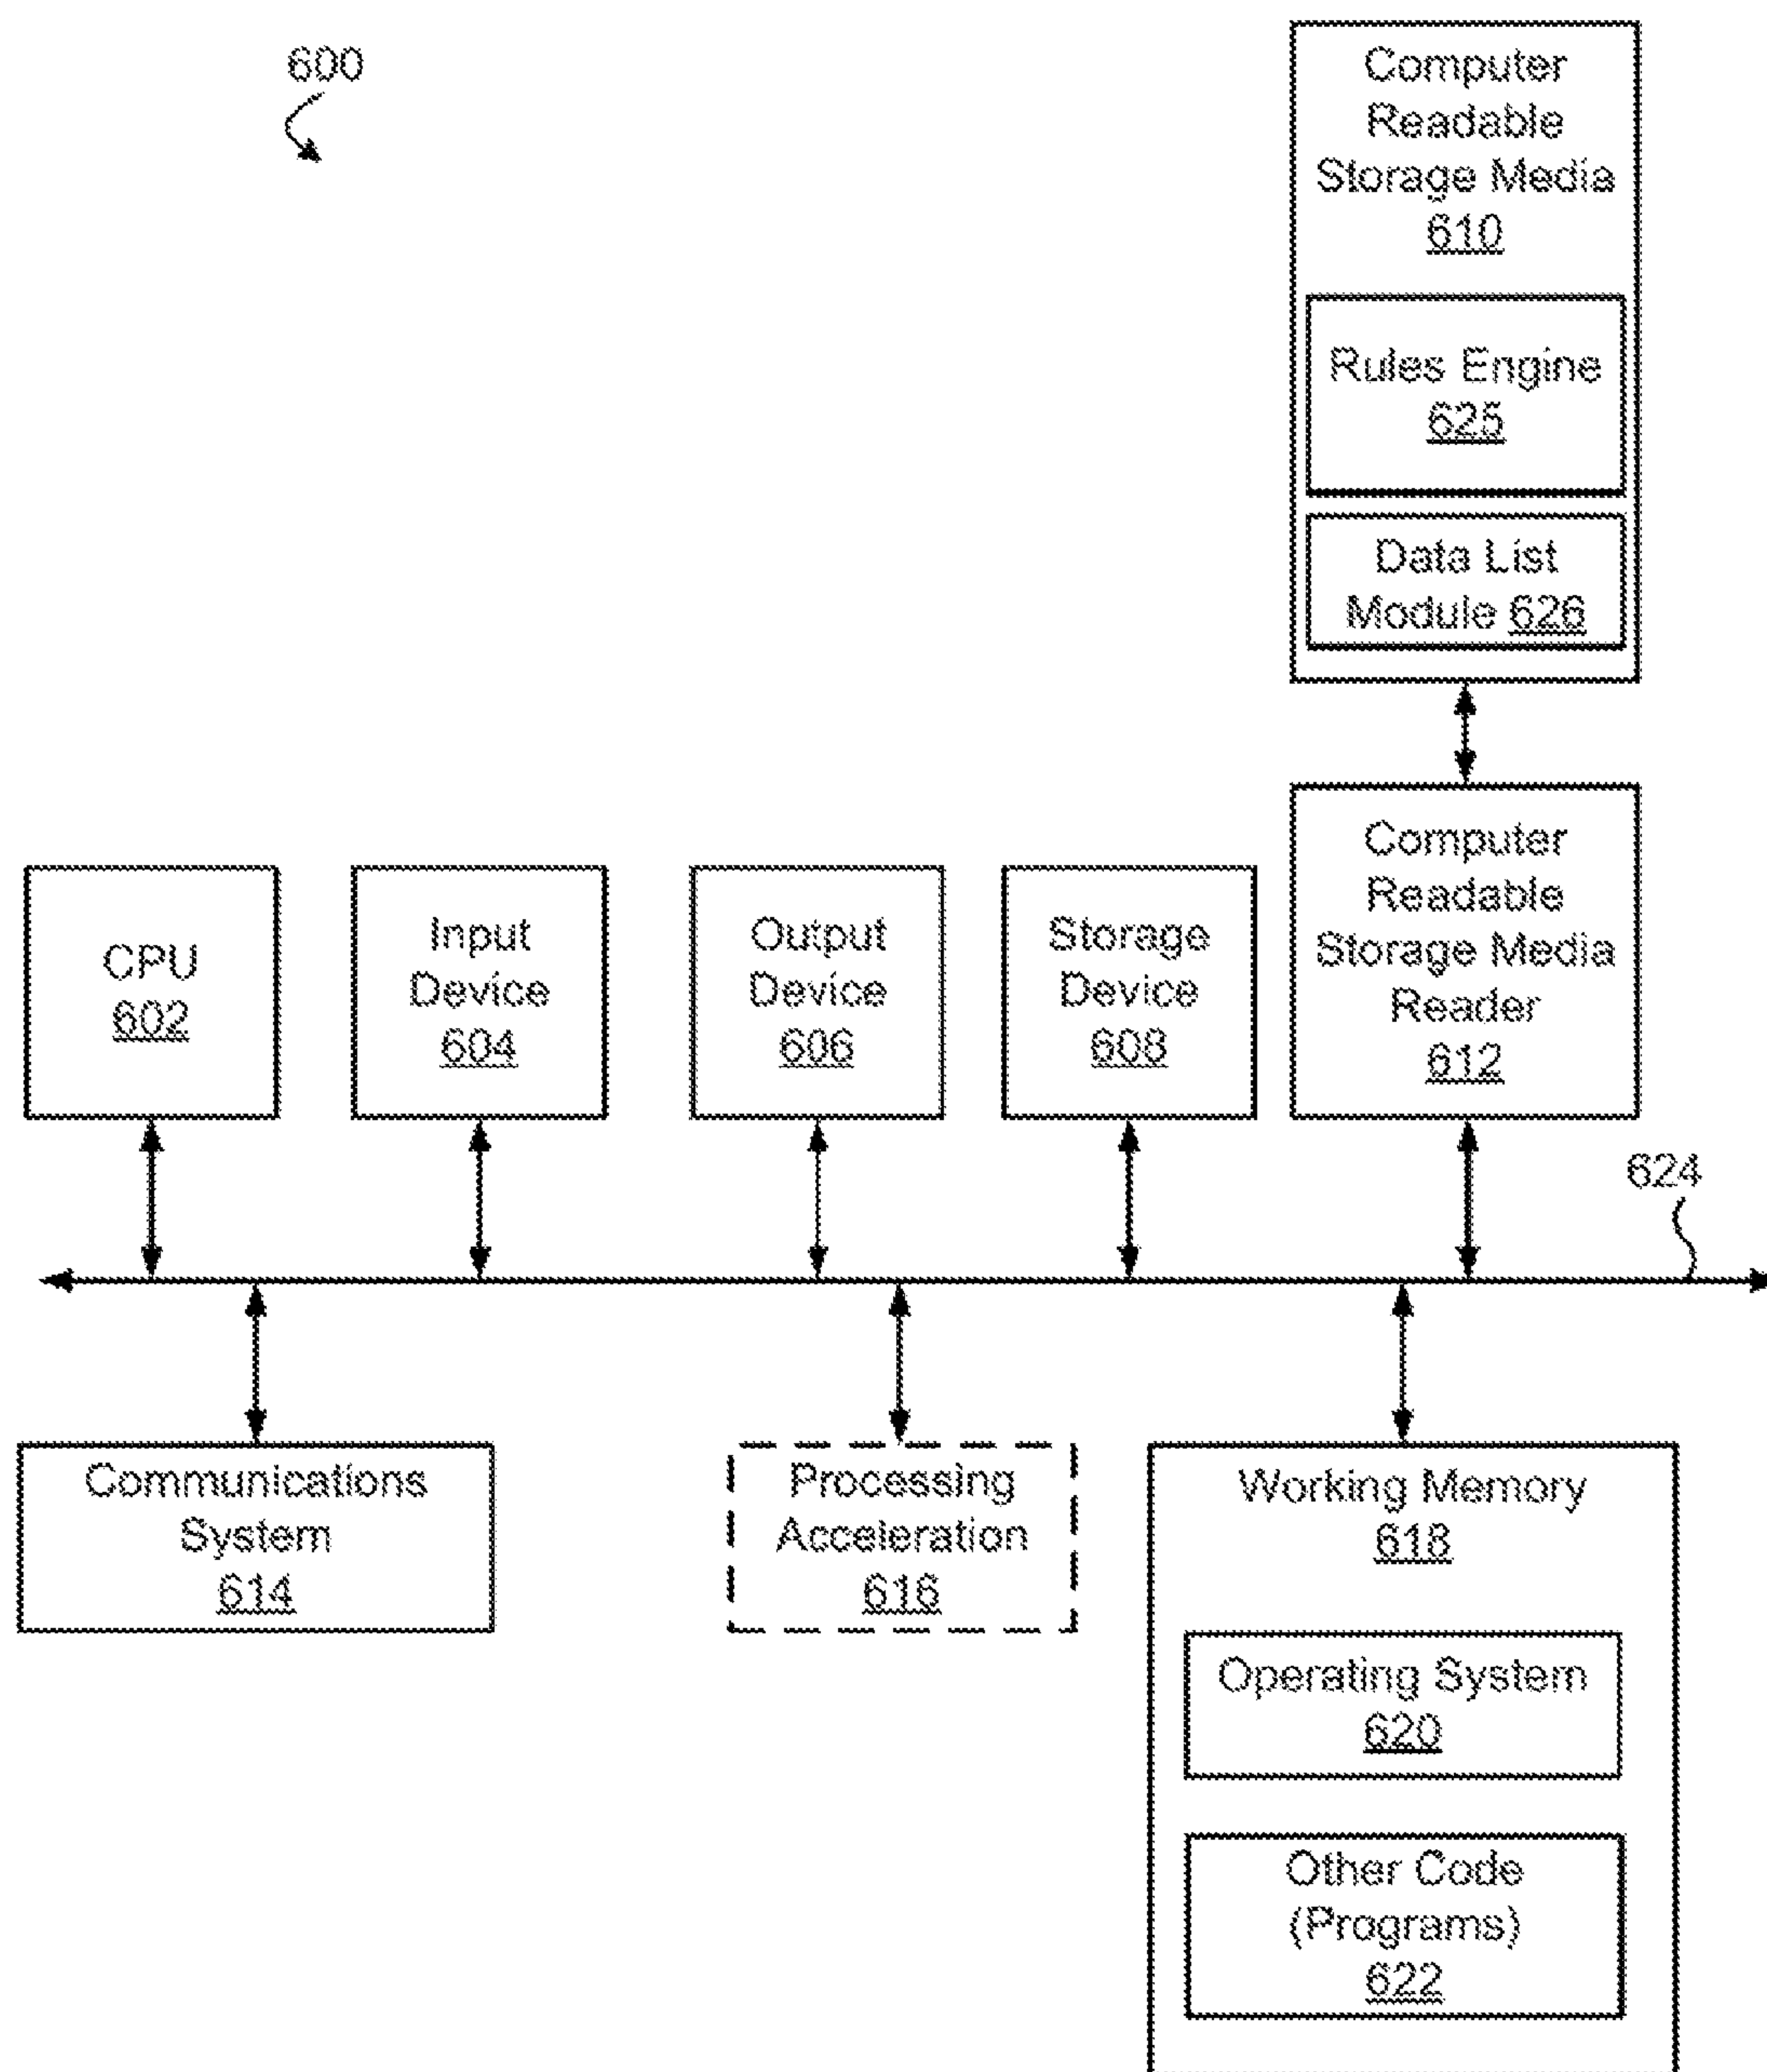 600
Computer
Readable
Storage Media
610
Rules Engine
625
Data List
Module 626
Computer
Readable
Storage Media
Reader
612
CPU
602
Input
Device
604
Output
Device
606
Storage
Device
608
624
Communications
System
614
Processing
Acceleration
616
Working Memory
618
Operating System
620
Other Code
(Programs)
622